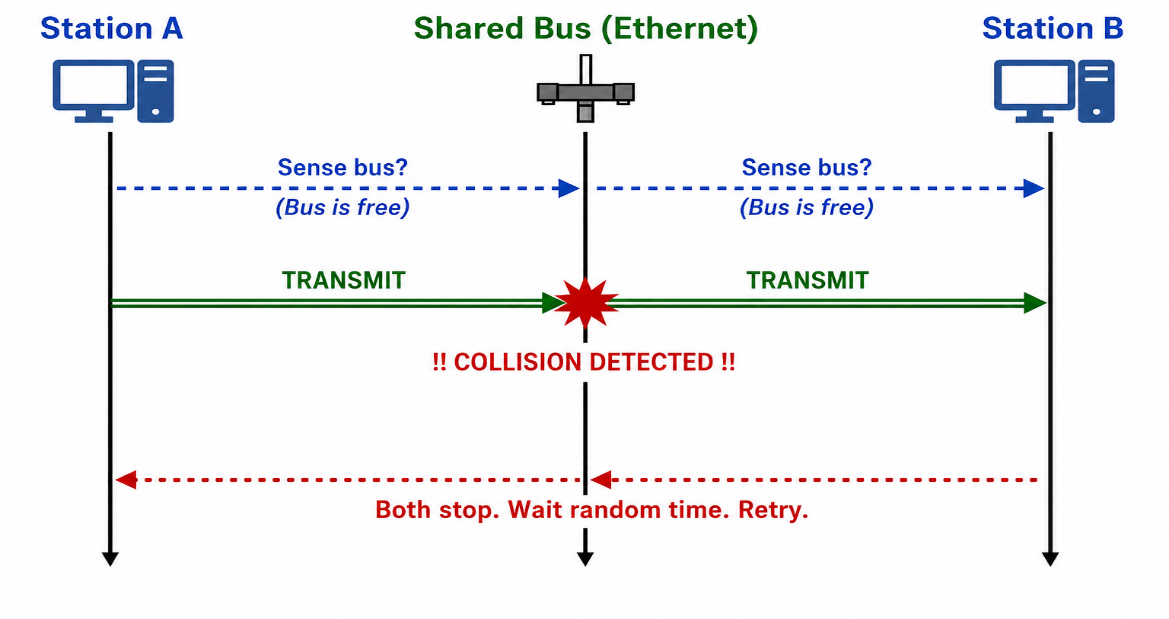 Station A
Shared Bus (Ethernet)
Station B
Sense bus?
Sense bus?
(Bus is free)
(Bus is free)
TRANSMIT
TRANSMIT
!! COLLISION DETECTED !!
Both stop. Wait random time. Retry.